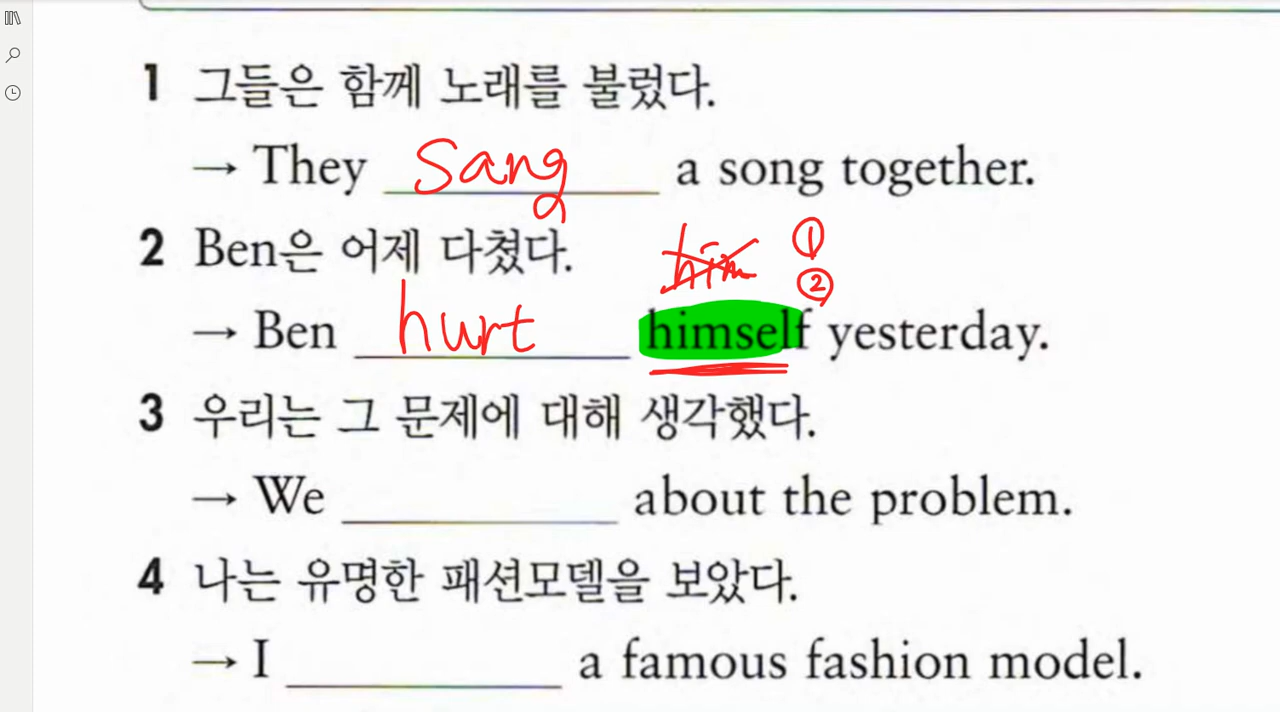 1 그들은 함께 노래를 불렀다.
→ They sang a song together.
2 Ben은 어제 다쳤다.
him ①
②
→ Ben hurt himself yesterday.
3 우리는 그 문제에 대해 생각했다.
→ We ________ about the problem.
4 나는 유명한 패션모델을 보았다.
→ I ________ a famous fashion model.